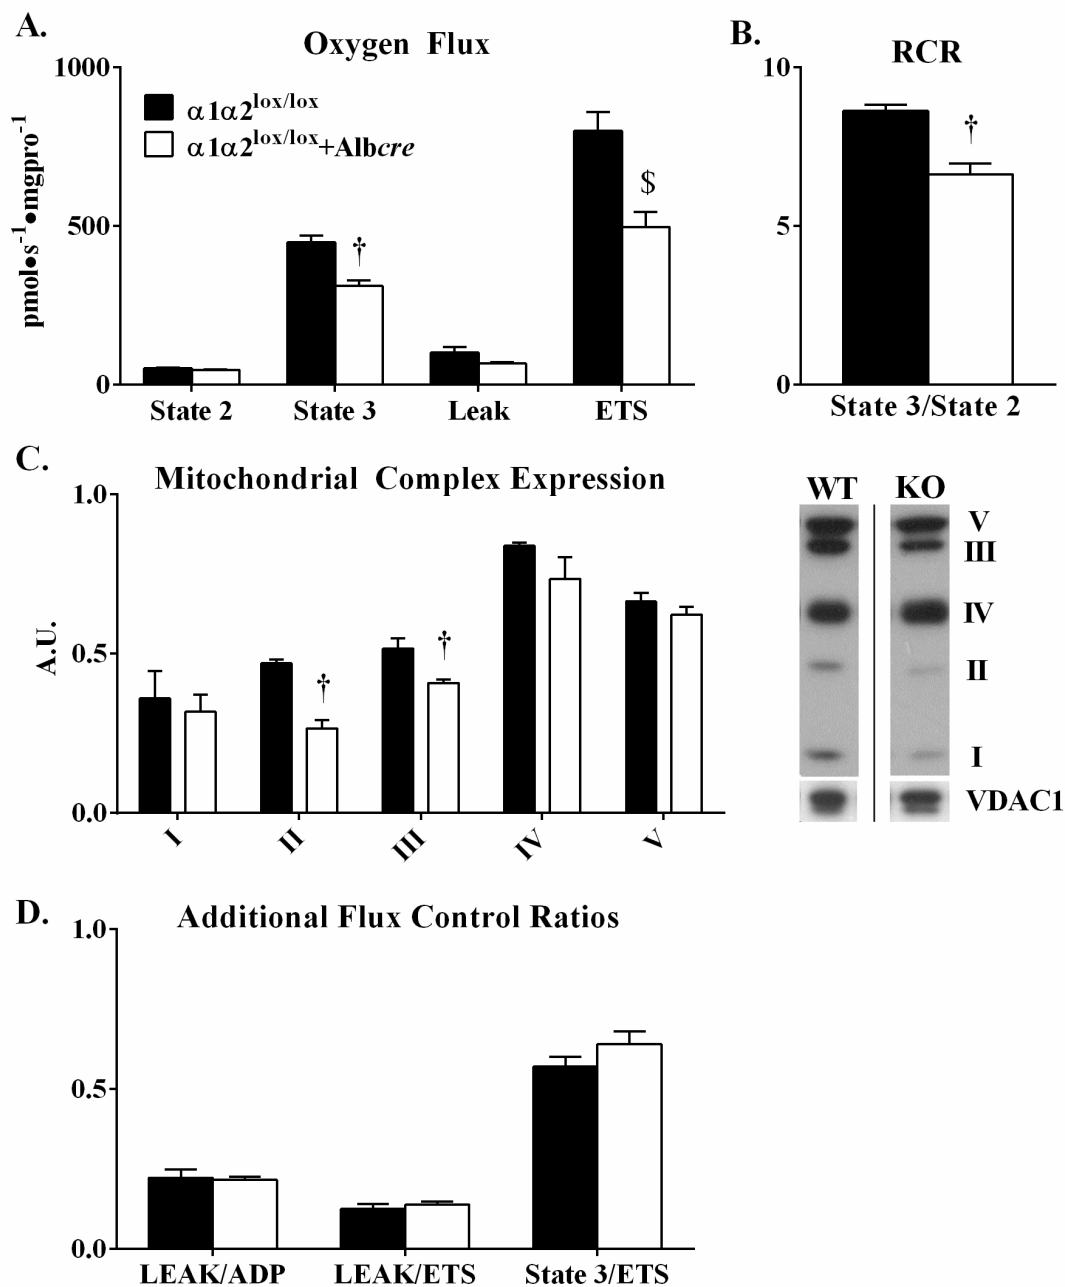 A.
Oxygen Flux
1000
500
0
pmol•s⁻¹•mgpro⁻¹
α1α2lox/lox
α1α2lox/lox+Albcre
†
$
State 2 State 3 Leak ETS
B.
RCR
10
5
0
†
State 3/State 2
C.
Mitochondrial Complex Expression
1.0
0.5
0.0
A.U.
†
†
I II III IV V
WT KO
V
III
IV
II
I
VDAC1
D.
Additional Flux Control Ratios
1.0
0.5
0.0
LEAK/ADP LEAK/ETS State 3/ETS